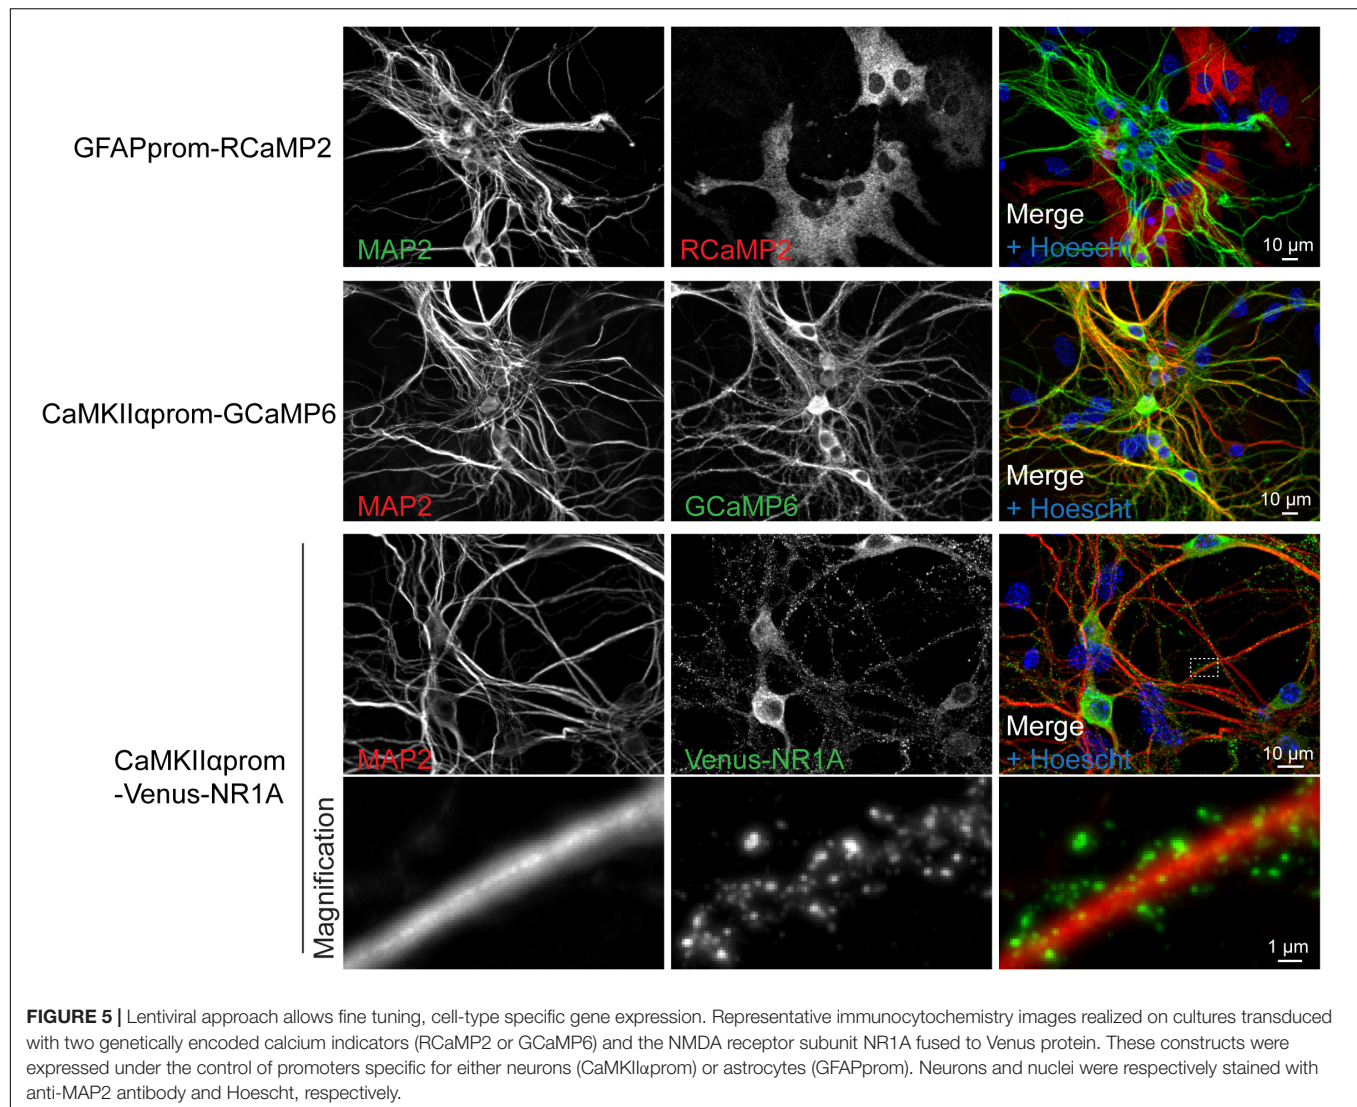 GFAPprom-RCaMP2
MAP2
RCaMP2
Merge
+ Hoescht
10 µm
CaMKIIαprom-GCaMP6
MAP2
GCaMP6
Merge
+ Hoescht
10 µm
CaMKIIαprom
-Venus-NR1A
MAP2
Venus-NR1A
Merge
+ Hoescht
10 µm
Magnification
1 µm
FIGURE 5 | Lentiviral approach allows fine tuning, cell-type specific gene expression. Representative immunocytochemistry images realized on cultures transduced
with two genetically encoded calcium indicators (RCaMP2 or GCaMP6) and the NMDA receptor subunit NR1A fused to Venus protein. These constructs were
expressed under the control of promoters specific for either neurons (CaMKIIαprom) or astrocytes (GFAPprom). Neurons and nuclei were respectively stained with
anti-MAP2 antibody and Hoescht, respectively.